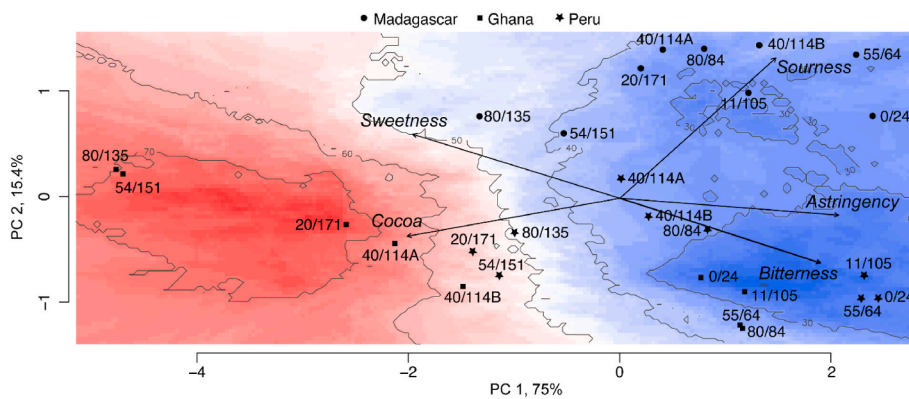 Madagascar Ghana Peru
40/114A 40/114B
80/84 55/64
20/171 Sourness
11/105
1
Sweetness 80/135 0/24
54/151
50 40 30
60
70
80/135
54/151 40/114A
0 Astringency
Cocoa 40/114B
20/171 80/84
20/171 80/135
40/114A 54/151 11/105
Bitterness
0/24
40/114B 11/105 0/24
55/64 55/64
−1
80/84 30
−4 −2 0 2
PC 1, 75%
PC 2, 15.4%